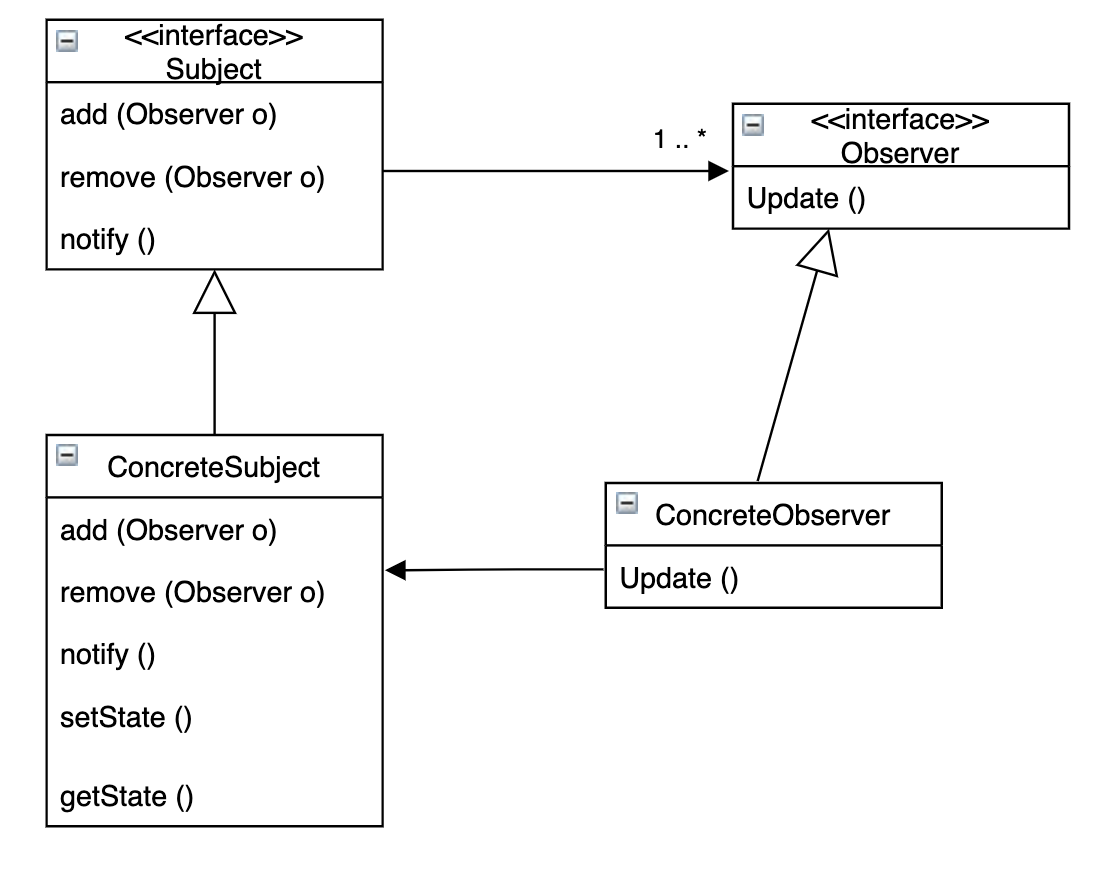 <<interface>>
Subject
add (Observer o)
remove (Observer o)
notify ()
1 .. *
<<interface>>
Observer
Update ()
ConcreteSubject
add (Observer o)
remove (Observer o)
notify ()
setState ()
getState ()
ConcreteObserver
Update ()